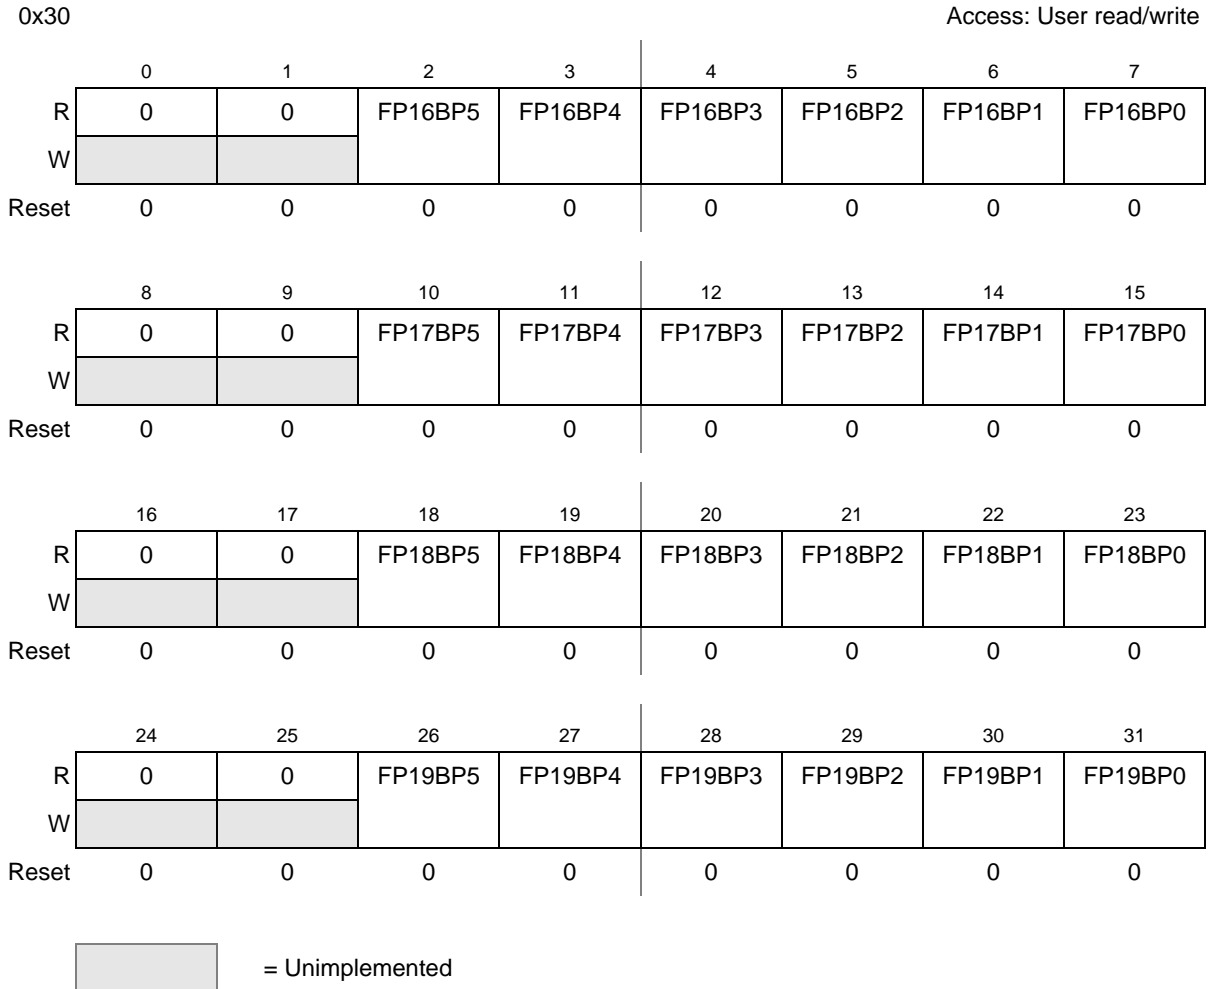 0x30 Access: User read/write
0 1 2 3 4 5 6 7
R 0 0 FP16BP5 FP16BP4 FP16BP3 FP16BP2 FP16BP1 FP16BP0
W
Reset 0 0 0 0 0 0 0 0
8 9 10 11 12 13 14 15
R 0 0 FP17BP5 FP17BP4 FP17BP3 FP17BP2 FP17BP1 FP17BP0
W
Reset 0 0 0 0 0 0 0 0
16 17 18 19 20 21 22 23
R 0 0 FP18BP5 FP18BP4 FP18BP3 FP18BP2 FP18BP1 FP18BP0
W
Reset 0 0 0 0 0 0 0 0
24 25 26 27 28 29 30 31
R 0 0 FP19BP5 FP19BP4 FP19BP3 FP19BP2 FP19BP1 FP19BP0
W
Reset 0 0 0 0 0 0 0 0
= Unimplemented